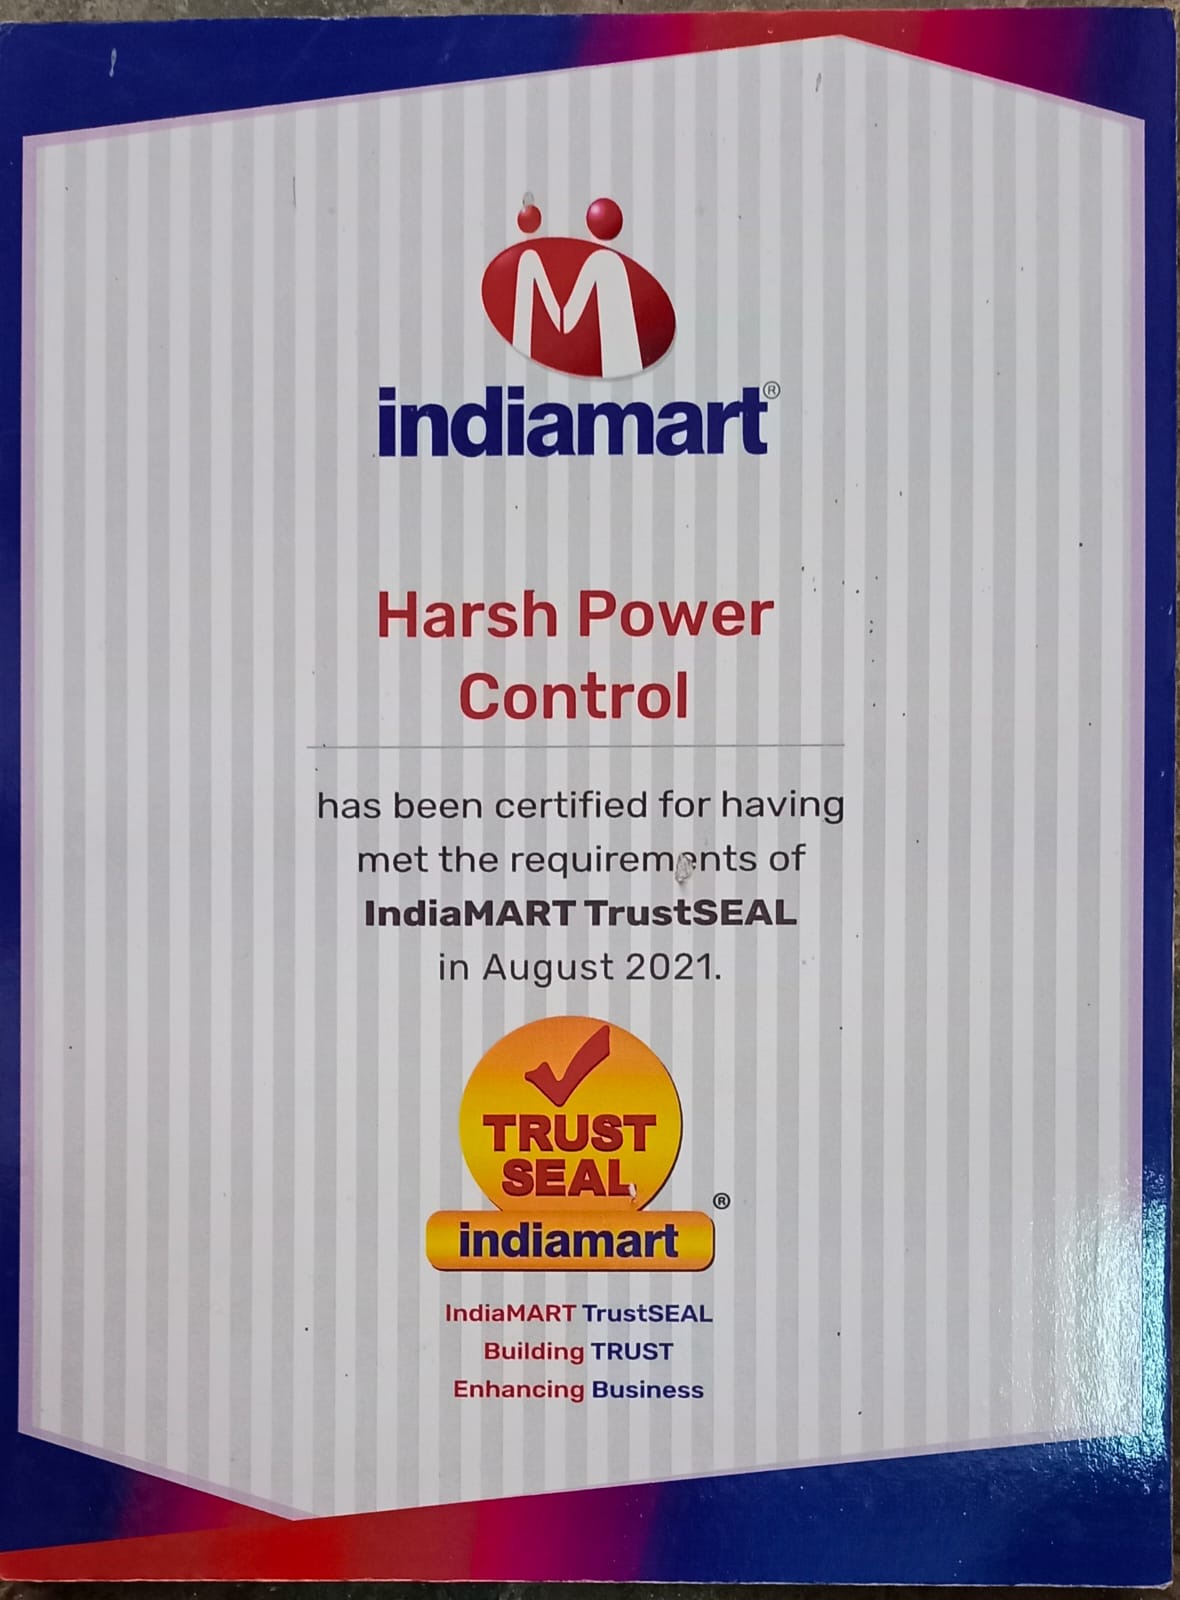 indiamart®
Harsh Power
Control
has been certified for having
met the requirements of
IndiaMART TrustSEAL
in August 2021.
TRUST
SEAL
indiamart®
IndiaMART TrustSEAL
Building TRUST
Enhancing Business